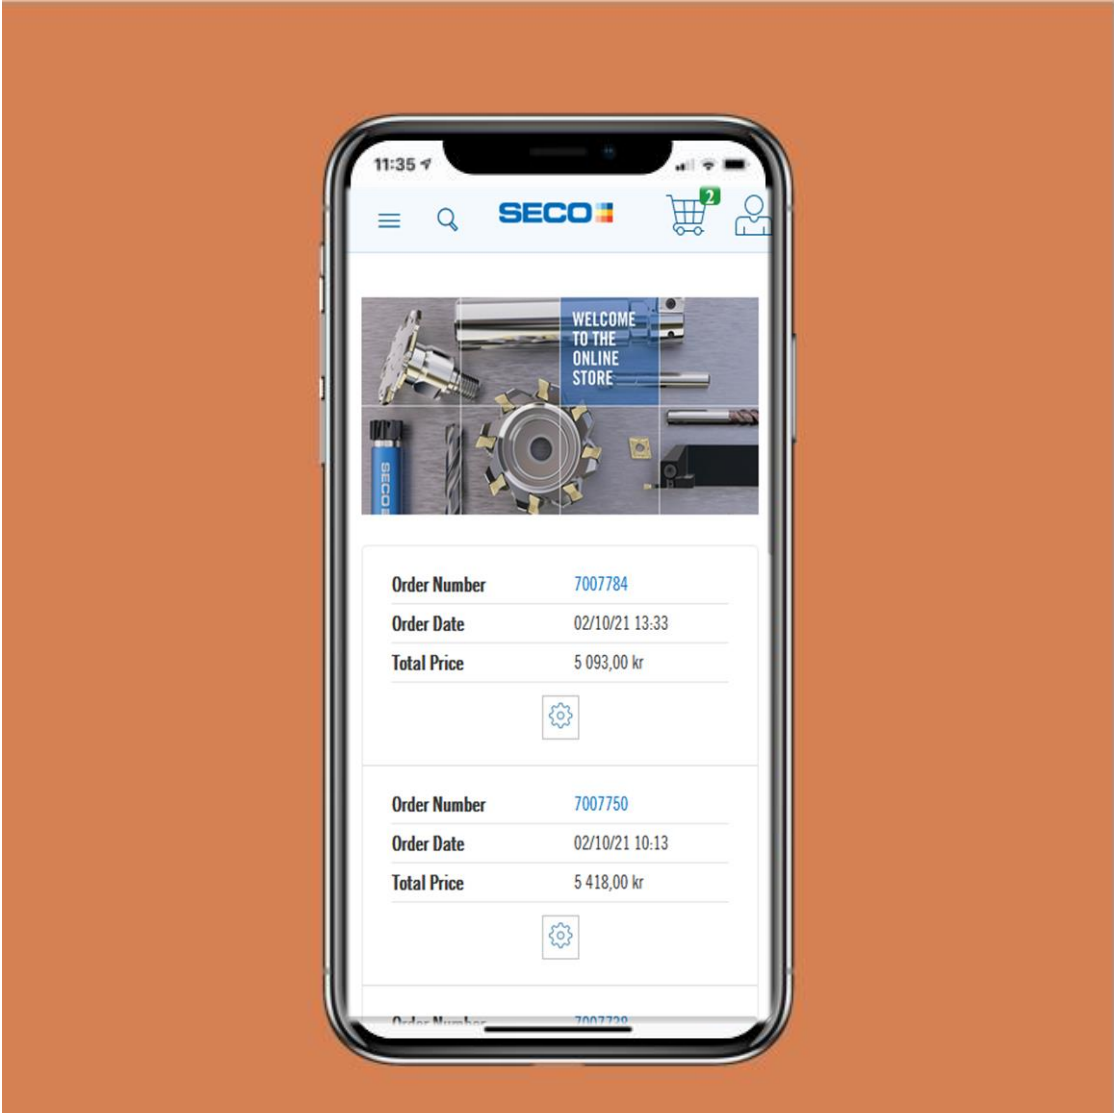 11:35
SECO
2
WELCOME
TO THE
ONLINE
STORE
SECO
Order Number 7007784
Order Date 02/10/21 13:33
Total Price 5 093,00 kr
Order Number 7007750
Order Date 02/10/21 10:13
Total Price 5 418,00 kr
Order Number